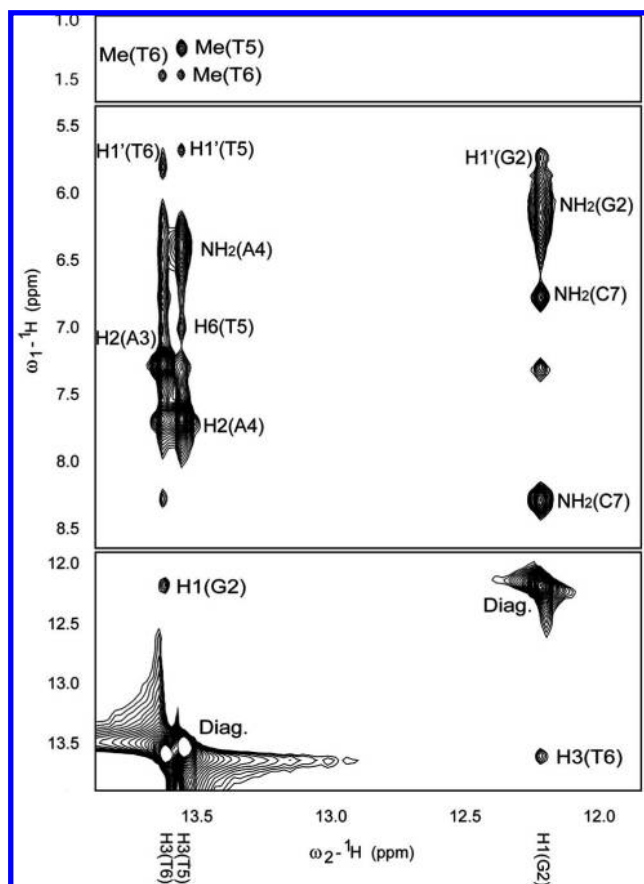 1.0
Me(T5)
Me(T6)
Me(T6)
1.5
5.5
H1'(T6)
H1'(T5)
H1'(G2)
6.0
NH2(G2)
NH2(A4)
6.5
NH2(C7)
7.0
H6(T5)
H2(A3)
7.5
H2(A4)
8.0
NH2(C7)
8.5
ω1-1H (ppm)
12.0
H1(G2)
Diag.
12.5
13.0
Diag.
13.5
H3(T6)
13.5
13.0
12.5
12.0
H3(T6)
H3(T5)
ω2-1H (ppm)
H1(G2)